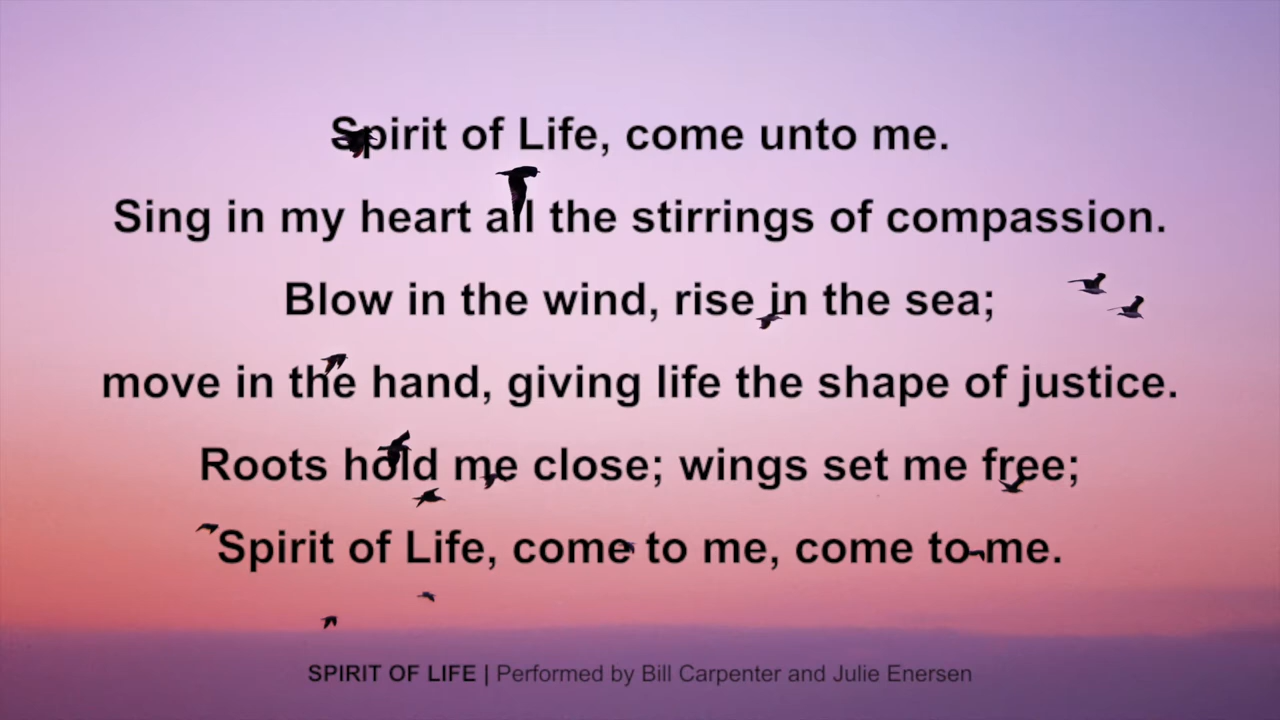 Spirit of Life, come unto me.
Sing in my heart all the stirrings of compassion.
Blow in the wind, rise in the sea;
move in the hand, giving life the shape of justice.
Roots hold me close; wings set me free;
Spirit of Life, come to me, come to me.
SPIRIT OF LIFE | Performed by Bill Carpenter and Julie Enersen